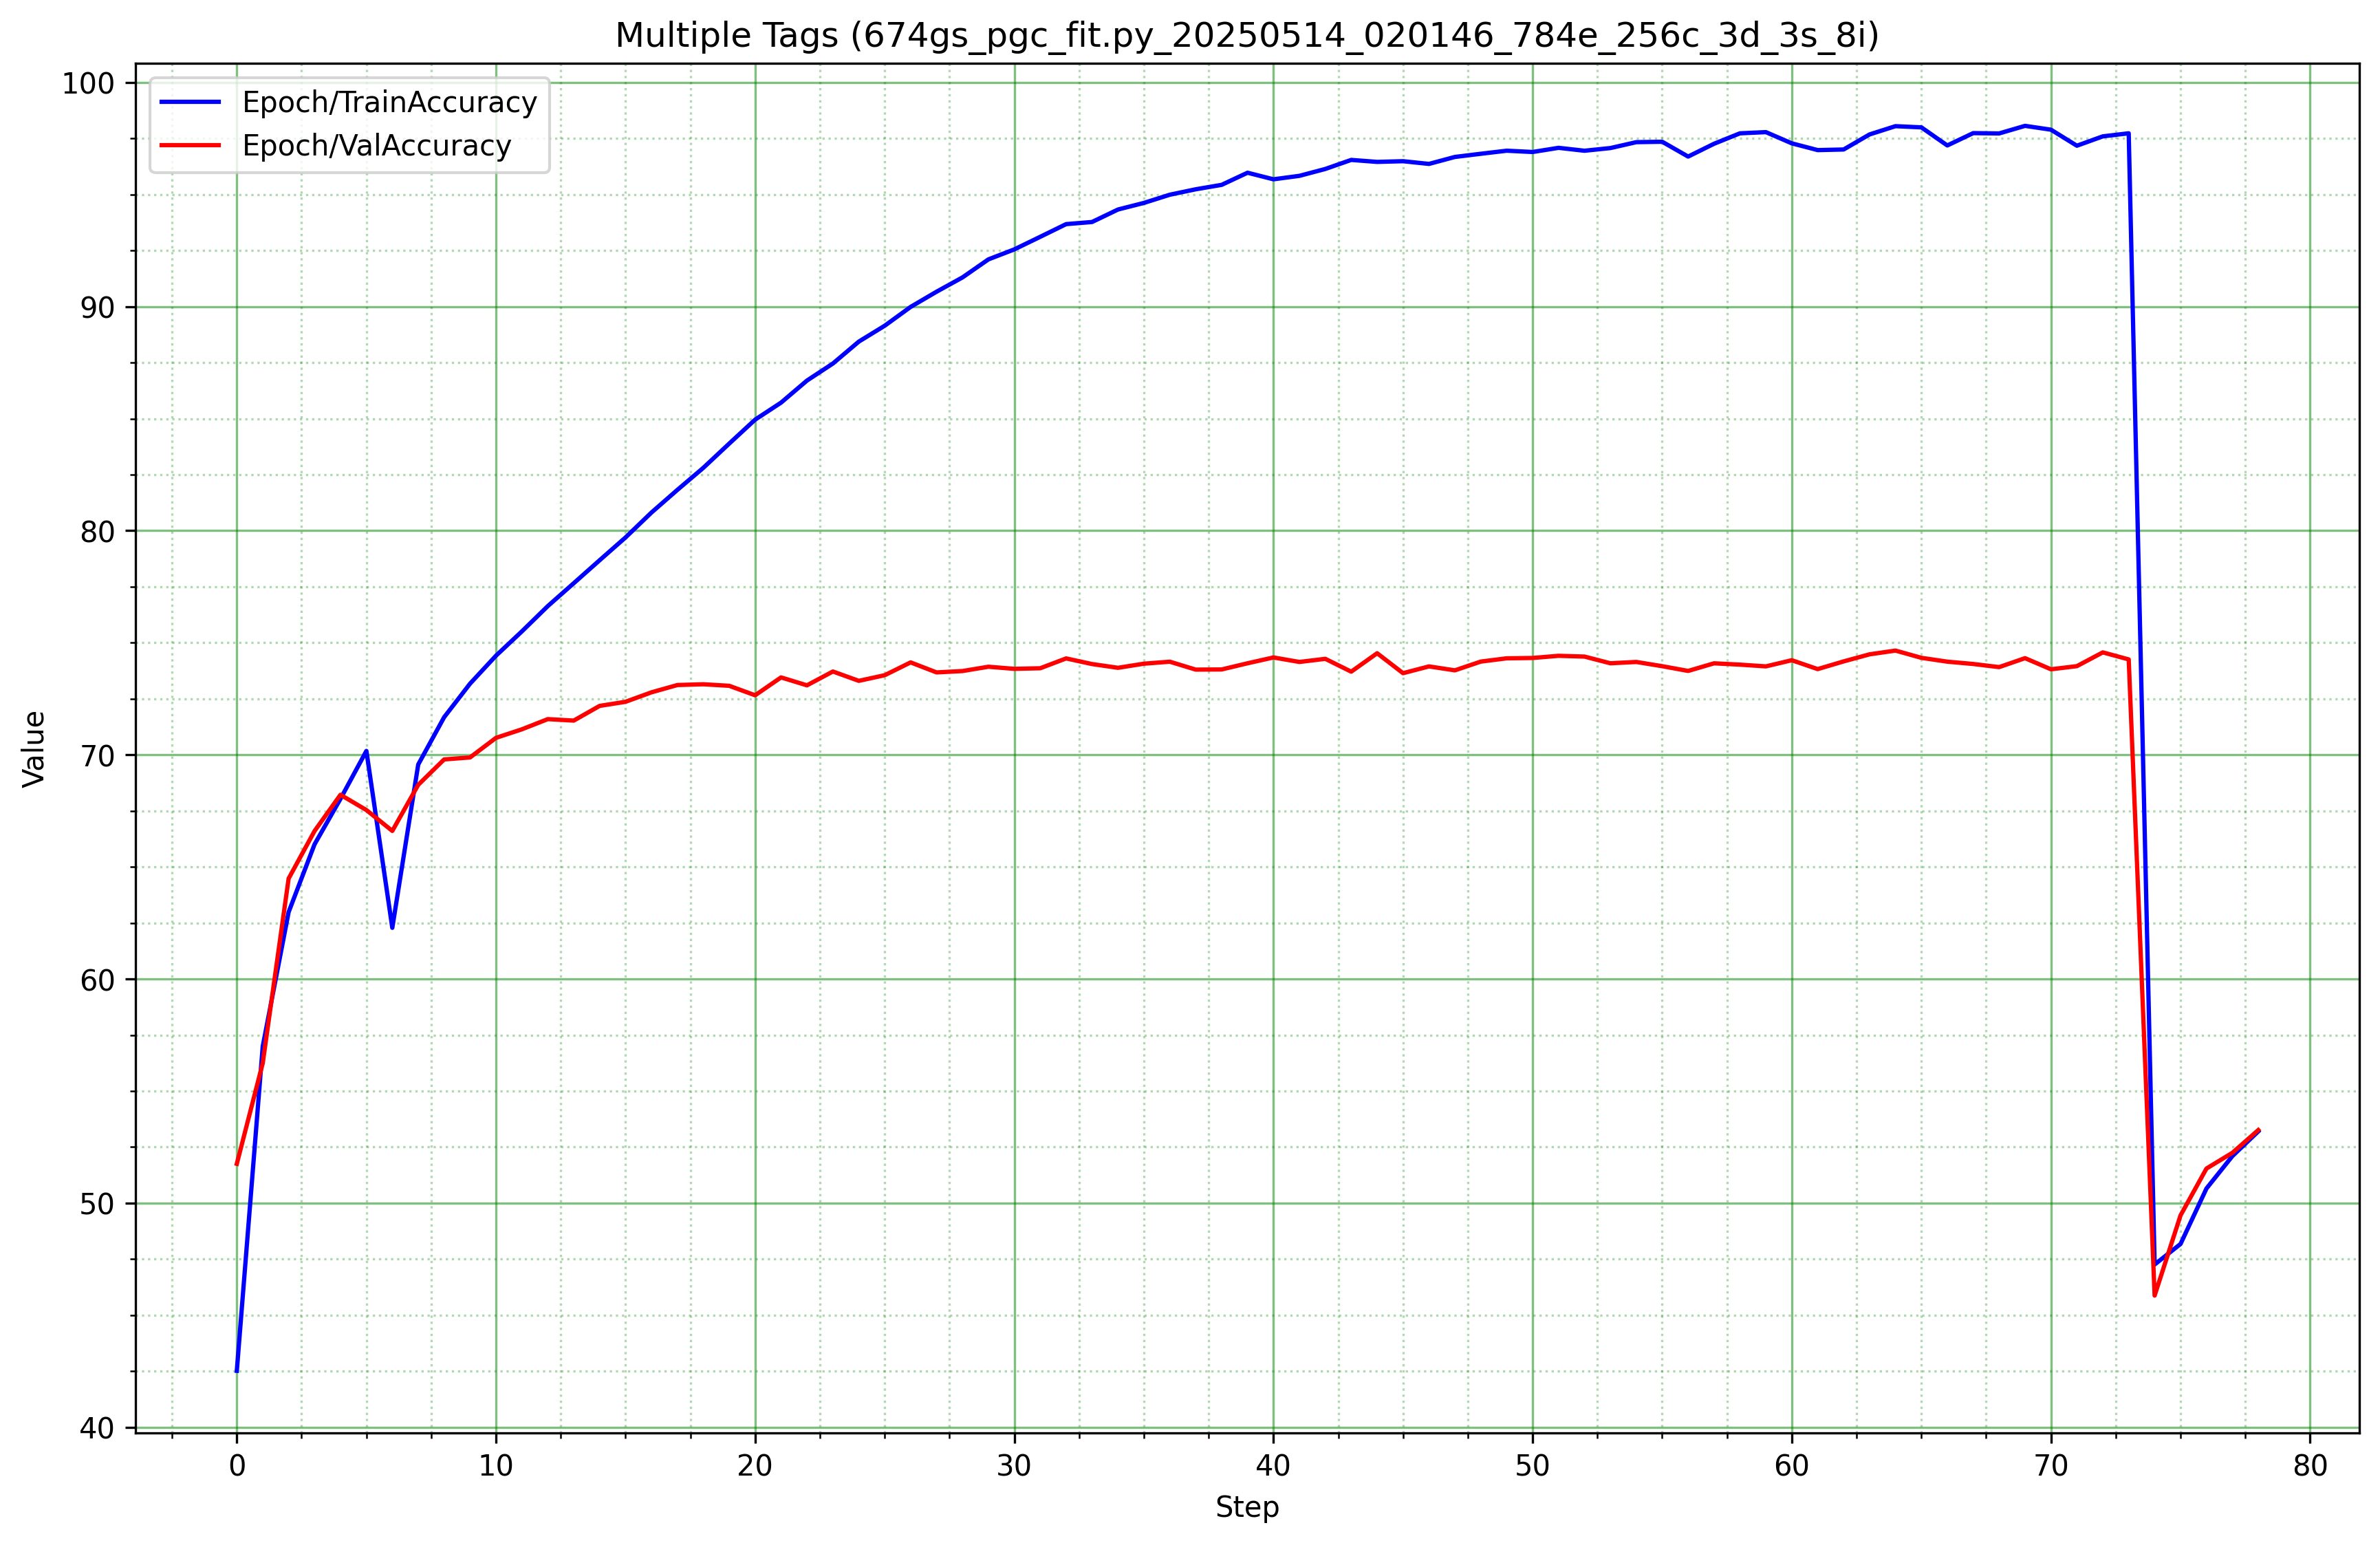 Multiple Tags (674gs_pgc_fit.py_20250514_020146_784e_256c_3d_3s_8i)
Epoch/TrainAccuracy
Epoch/ValAccuracy
100
90
80
70
60
50
40
Value
0 10 20 30 40 50 60 70 80
Step